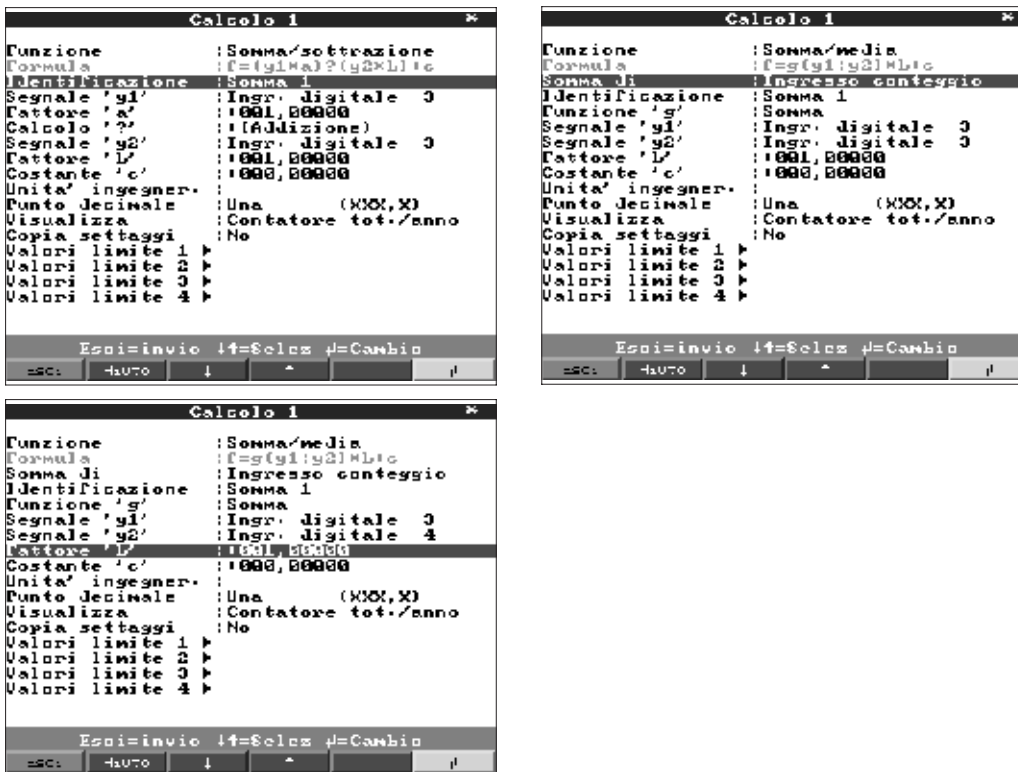 Calcolo 1
Funzione :Somma/sottrazione
Formula :f=(y1*a)?(y2*b)+c
Identificazione :Somma 1
Segnale 'y1' :Ingr. digitale 3
Fattore 'a' :+001,00000
Calcolo '?' :+(Addizione)
Segnale 'y2' :Ingr. digitale 3
Fattore 'b' :+001,00000
Costante 'c' :+000,00000
Unita' ingegner. :
Punto decimale :Una (XXX,X)
Visualizza :Contatore tot./anno
Copia settaggi :No
Valori limite 1
Valori limite 2
Valori limite 3
Valori limite 4
Esci=invio ↓↑=Selez ↵=Cambio
ESC: AIUTO ↓ ↑ ↵
Calcolo 1
Funzione :Somma/media
Formula :f=g(y1;y2)*b+c
Somma di :Ingresso conteggio
Identificazione :Somma 1
Funzione 'g' :Somma
Segnale 'y1' :Ingr. digitale 3
Segnale 'y2' :Ingr. digitale 3
Fattore 'b' :+001,00000
Costante 'c' :+000,00000
Unita' ingegner. :
Punto decimale :Una (XXX,X)
Visualizza :Contatore tot./anno
Copia settaggi :No
Valori limite 1
Valori limite 2
Valori limite 3
Valori limite 4
Esci=invio ↓↑=Selez ↵=Cambio
ESC: AIUTO ↓ ↑ ↵
Calcolo 1
Funzione :Somma/media
Formula :f=g(y1;y2)*b+c
Somma di :Ingresso conteggio
Identificazione :Somma 1
Funzione 'g' :Somma
Segnale 'y1' :Ingr. digitale 3
Segnale 'y2' :Ingr. digitale 4
Fattore 'b' :+001,00000
Costante 'c' :+000,00000
Unita' ingegner. :
Punto decimale :Una (XXX,X)
Visualizza :Contatore tot./anno
Copia settaggi :No
Valori limite 1
Valori limite 2
Valori limite 3
Valori limite 4
Esci=invio ↓↑=Selez ↵=Cambio
ESC: AIUTO ↓ ↑ ↵